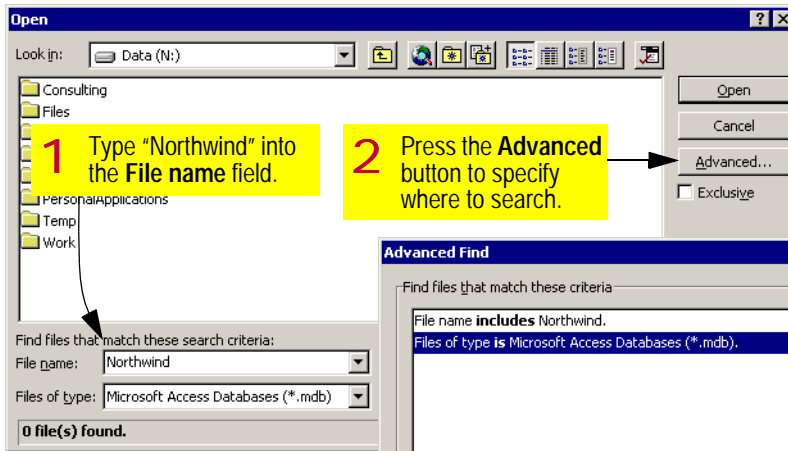 Open
Look in: Data (N:)
Consulting
Files
1 Type “Northwind” into
the File name field.
2 Press the Advanced
button to specify
where to search.
PersonalApplications
Temp
Work
Open
Cancel
Advanced...
Exclusive
Find files that match these search criteria:
File name: Northwind
Files of type: Microsoft Access Databases (*.mdb)
0 file(s) found.
Advanced Find
Find files that match these criteria
File name includes Northwind.
Files of type is Microsoft Access Databases (*.mdb).